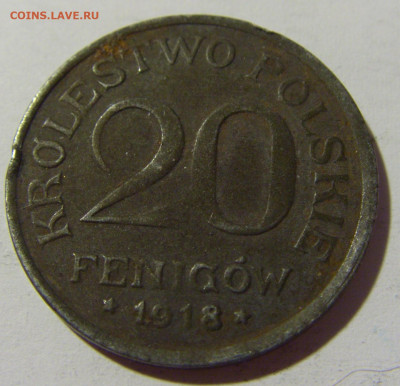 COINS.LAVE.RU
KRÓLESTWO POLSKIE
20
FENIGÓW
* 1918 *